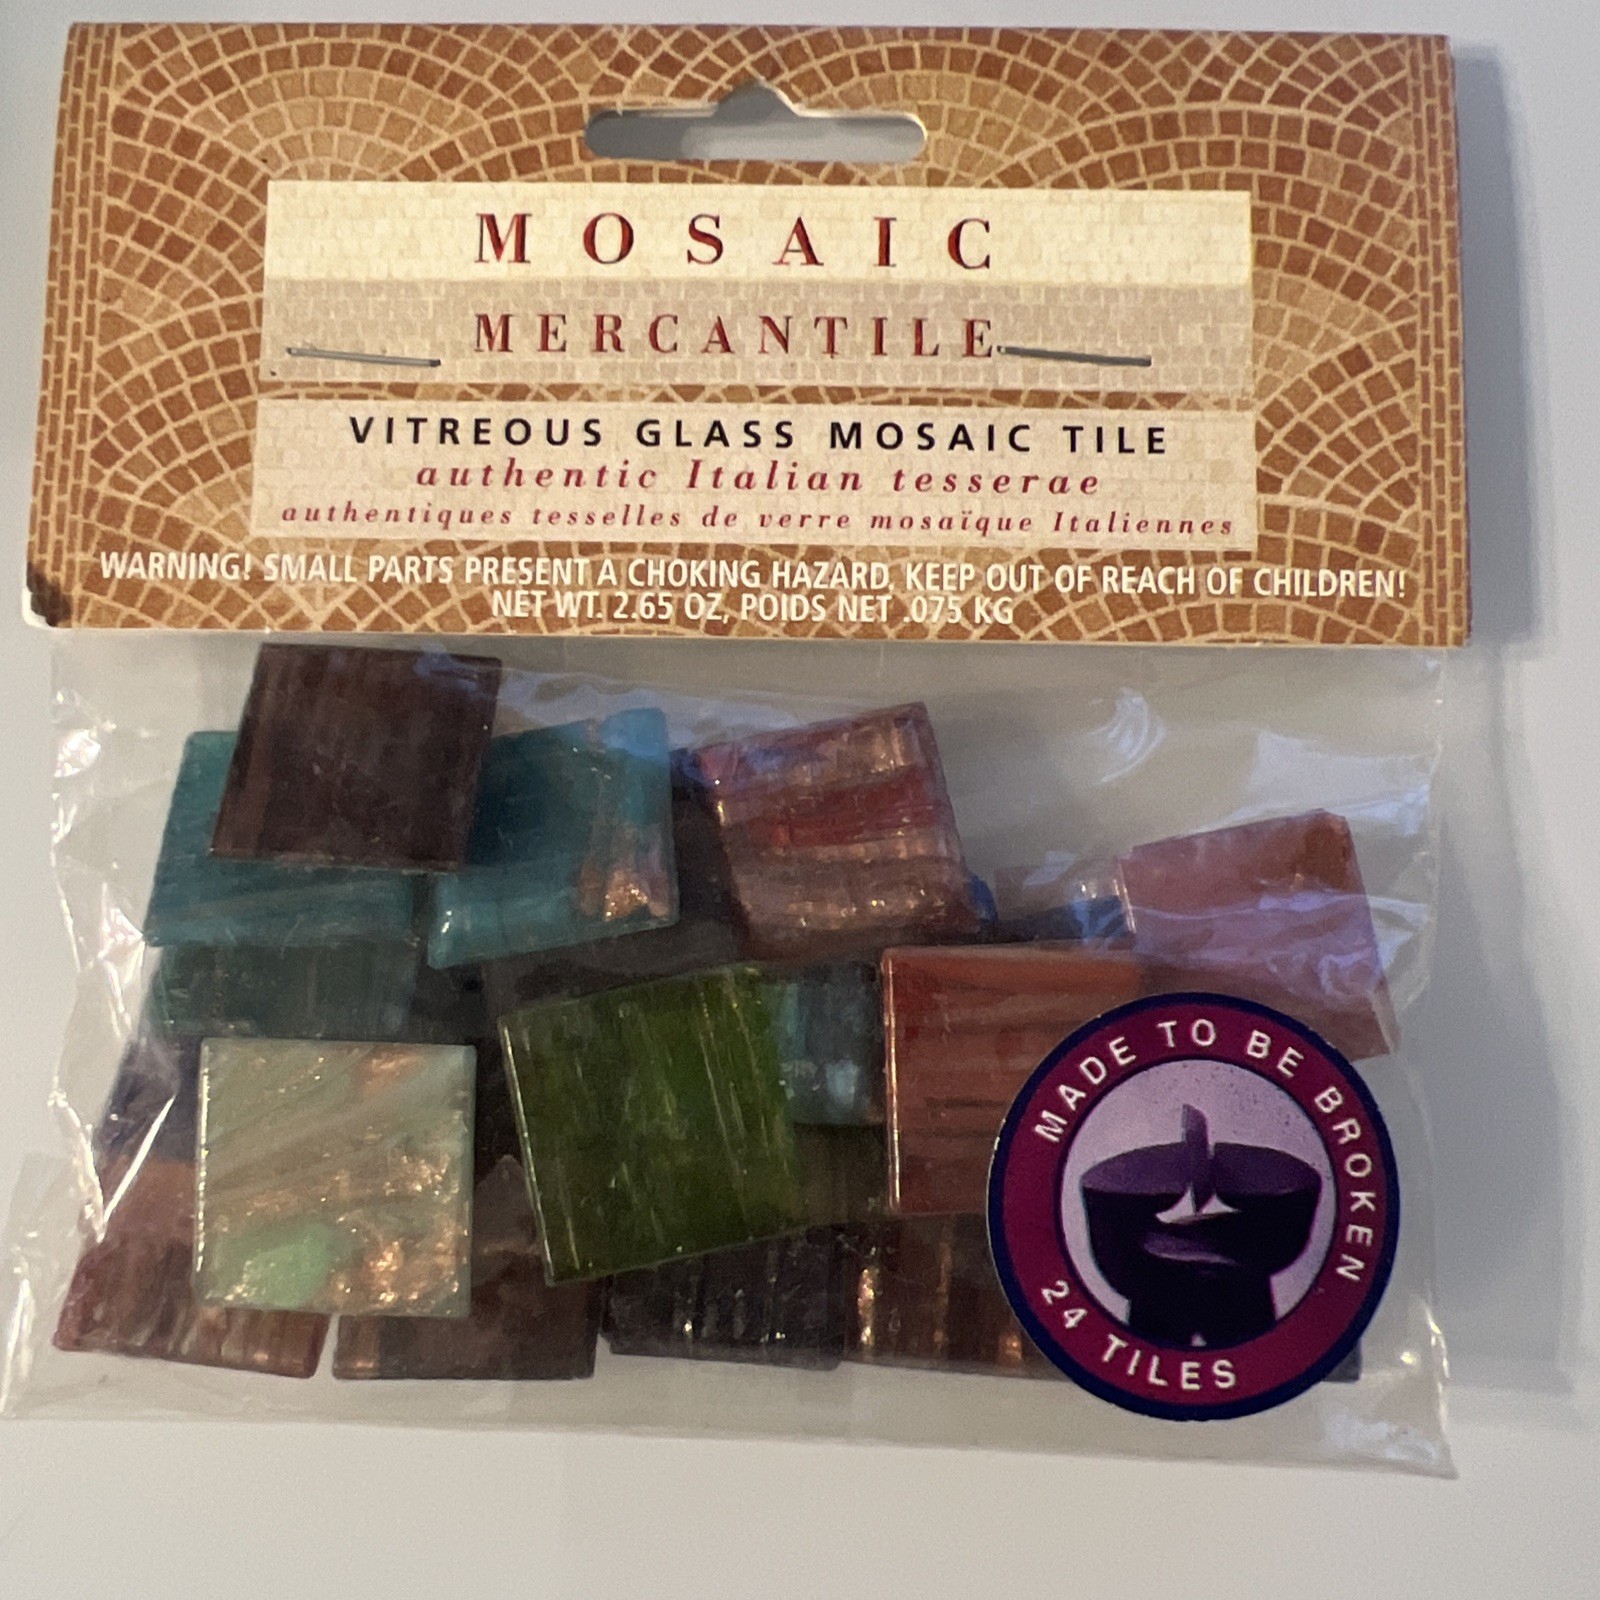 MOSAIC
MERCANTILE
VITREOUS GLASS MOSAIC TILE
authentic Italian tesserae
authentiques tesselles de verre mosaïque Italiennes
WARNING! SMALL PARTS PRESENT A CHOKING HAZARD, KEEP OUT OF REACH OF CHILDREN!
NET WT. 2.65 OZ, POIDS NET .075 KG
MADE TO BE BROKEN
24 TILES